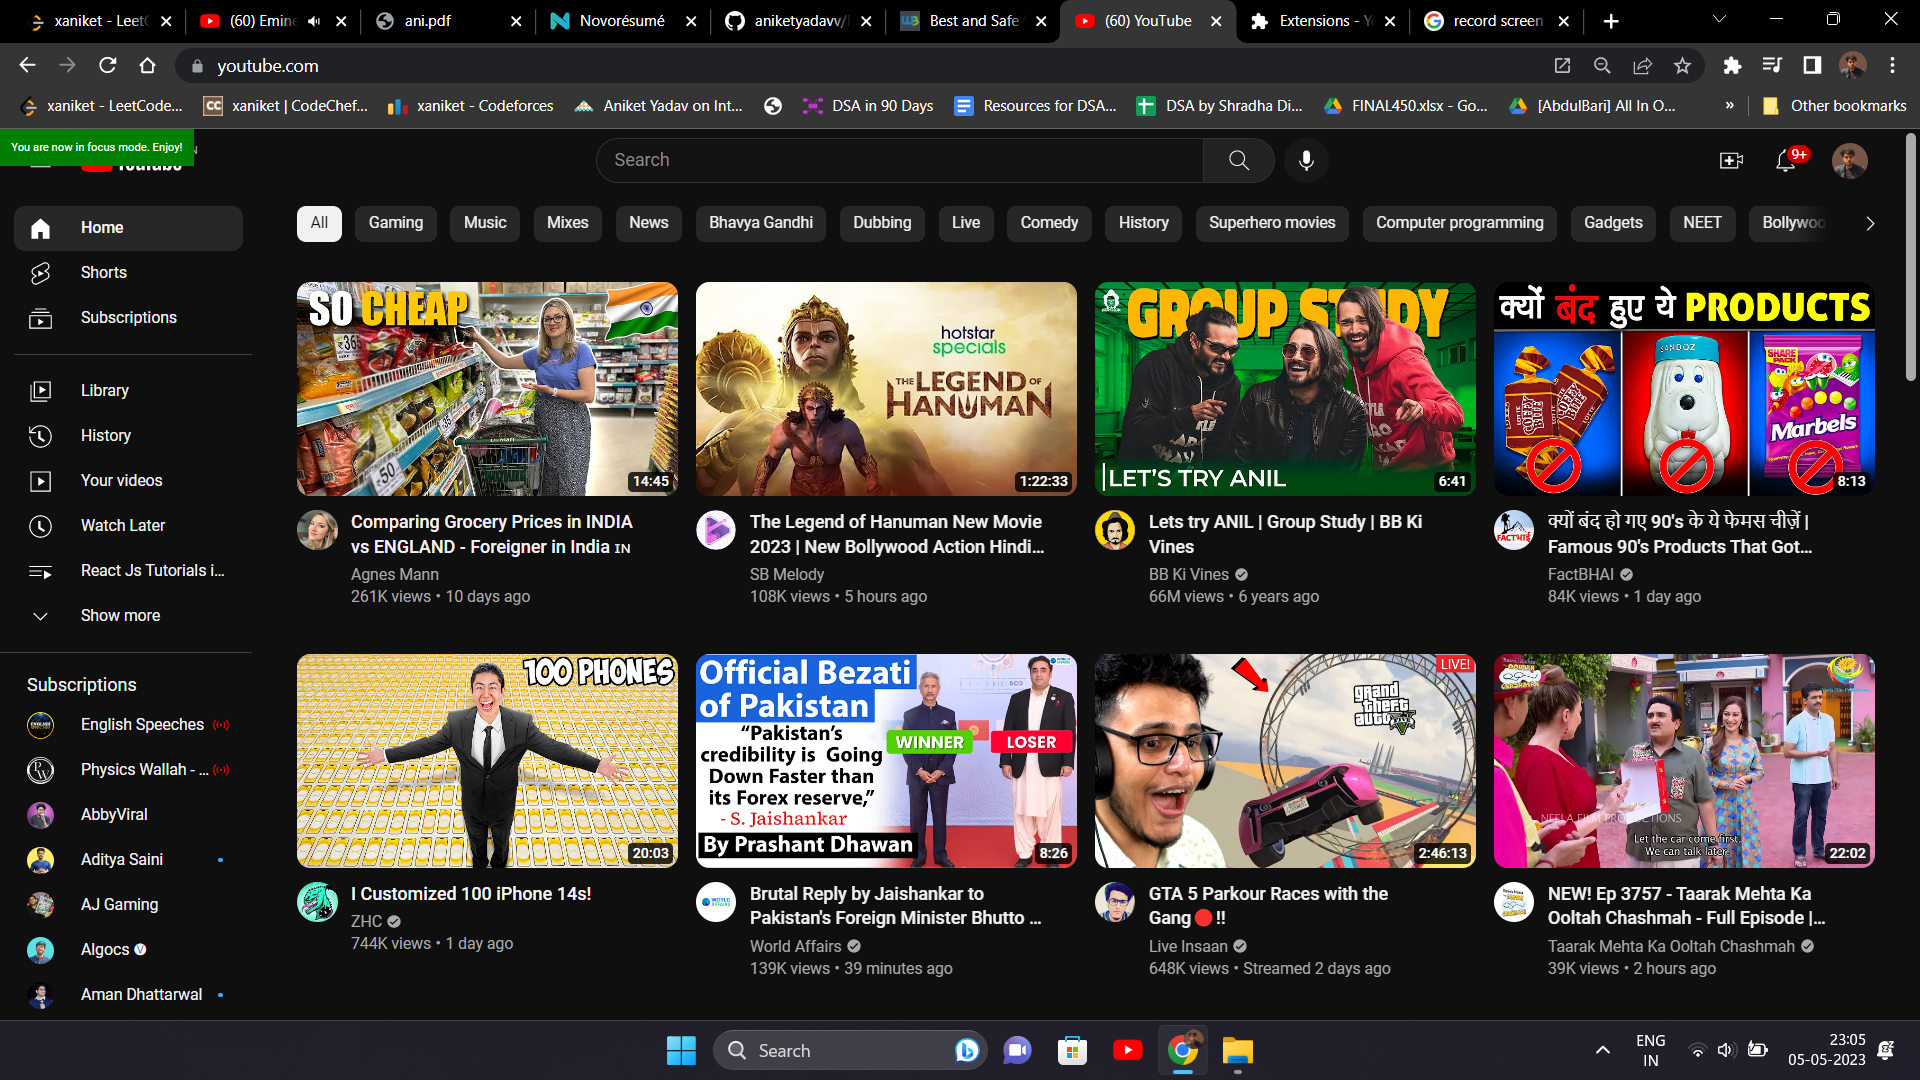 xaniket - LeetC
(60) Emine
ani.pdf
Novorésumé
aniketyadavv/
Best and Safe
(60) YouTube
Extensions - Y
record screen
youtube.com
xaniket - LeetCode...
CC
xaniket | CodeChef...
xaniket - Codeforces
Aniket Yadav on Int...
DSA in 90 Days
Resources for DSA...
DSA by Shradha Di...
FINAL450.xlsx - Go...
[AbdulBari] All In O...
»
Other bookmarks
You are now in focus mode. Enjoy!
Search
9+
Home
Shorts
Subscriptions
Library
History
Your videos
Watch Later
React Js Tutorials i...
Show more
Subscriptions
English Speeches
Physics Wallah - ...
AbbyViral
Aditya Saini
AJ Gaming
Algocs
Aman Dhattarwal
All
Gaming
Music
Mixes
News
Bhavya Gandhi
Dubbing
Live
Comedy
History
Superhero movies
Computer programming
Gadgets
NEET
Bollywoo
SO CHEAP
₹365
₹50
14:45
Comparing Grocery Prices in INDIA
vs ENGLAND - Foreigner in India IN
Agnes Mann
261K views • 10 days ago
hotstar
specials
THE LEGEND OF
HANUMAN
1:22:33
The Legend of Hanuman New Movie
2023 | New Bollywood Action Hindi...
SB Melody
108K views • 5 hours ago
GROUP STUDY
LET'S TRY ANIL
6:41
Lets try ANIL | Group Study | BB Ki
Vines
BB Ki Vines
66M views • 6 years ago
क्यों बंद हुए ये PRODUCTS
SANDOZ
LOTTE
COFFY
BITE
SHARE
PACK
Marbels
8:13
क्यों बंद हो गए 90's के ये फेमस चीज़ें |
Famous 90's Products That Got...
FactBHAI
84K views • 1 day ago
100 PHONES
20:03
I Customized 100 iPhone 14s!
ZHC
744K views • 1 day ago
Official Bezati
of Pakistan
"Pakistan's
credibility is Going
Down Faster than
its Forex reserve,"
- S. Jaishankar
By Prashant Dhawan
SCO
WINNER
LOSER
8:26
Brutal Reply by Jaishankar to
Pakistan's Foreign Minister Bhutto ...
World Affairs
139K views • 39 minutes ago
LIVE!
grand
theft
auto
V
2:46:13
GTA 5 Parkour Races with the
Gang🔴!!
Live Insaan
648K views • Streamed 2 days ago
NEELA FILM PRODUCTIONS
Let the car come first.
We can talk later.
22:02
NEW! Ep 3757 - Taarak Mehta Ka
Ooltah Chashmah - Full Episode |...
Taarak Mehta Ka Ooltah Chashmah
39K views • 2 hours ago
Search
ENG
IN
23:05
05-05-2023